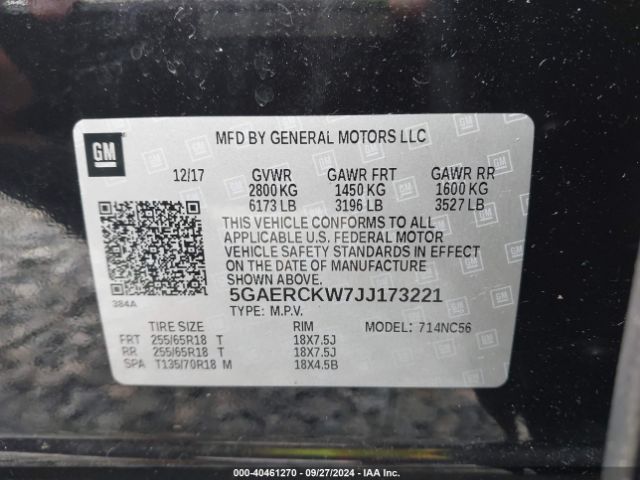 GM
MFD BY GENERAL MOTORS LLC
12/17 GVWR GAWR FRT GAWR RR
2800 KG 1450 KG 1600 KG
6173 LB 3196 LB 3527 LB
THIS VEHICLE CONFORMS TO ALL
APPLICABLE U.S. FEDERAL MOTOR
VEHICLE SAFETY STANDARDS IN EFFECT
ON THE DATE OF MANUFACTURE
SHOWN ABOVE.
384A
5GAERCKW7JJ173221
TYPE: M.P.V. MODEL: 714NC56
TIRE SIZE RIM
FRT 255/65R18 T 18X7.5J
RR 255/65R18 T 18X7.5J
SPA T135/70R18 M 18X4.5B
000-40461270 - 09/27/2024 - IAA Inc.